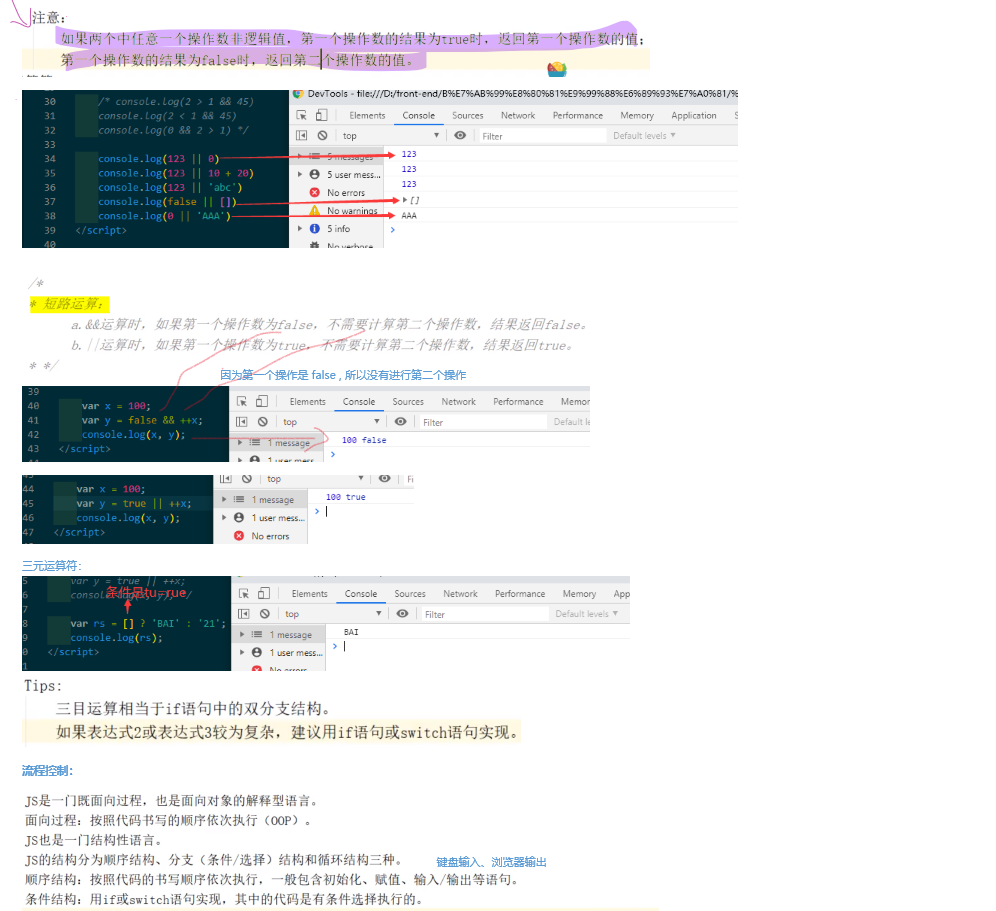 注意：
如果两个中任意一个操作数非逻辑值，第一个操作数的结果为true时，返回第一个操作数的值；
第一个操作数的结果为false时，返回第二个操作数的值。
30 /* console.log(2 > 1 && 45)
31 console.log(2 < 1 && 45)
32 console.log(0 && 2 > 1) */
33
34 console.log(123 || 0)
35 console.log(123 || 10 + 20)
36 console.log(123 || 'abc')
37 console.log(false || [])
38 console.log(0 || 'AAA')
39 </script>
40
DevTools - file:///D:/front-end/B%E7%AB%99%E8%80%81%E9%99%88%E6%89%93%E7%A0%81/%
Elements Console Sources Network Performance Memory Application S
top Filter Default levels ▼
5 messages
5 user mess...
No errors
No warnings
5 info
No verbose
123
123
123
[]
AAA
/*
* 短路运算：
a.&&运算时，如果第一个操作数为false，不需要计算第二个操作数，结果返回false。
b.||运算时，如果第一个操作数为true，不需要计算第二个操作数，结果返回true。
* */
因为第一个操作是 false , 所以没有进行第二个操作
39
40 var x = 100;
41 var y = false && ++x;
42 console.log(x, y);
43 </script>
Elements Console Sources Network Performance Memor
top Filter Default le
1 message
1 user mess
100 false
44 var x = 100;
45 var y = true || ++x;
46 console.log(x, y);
47 </script>
top Fi
1 message
1 user mess...
No errors
100 true
三元运算符：
5 var y = true || ++x;
6
7
8 var rs = [] ? 'BAI' : '21';
9 console.log(rs);
0 </script>
1
条件是tu=rue
Elements Console Sources Network Performance Memory App
top Filter Default levels ▼
1 message
1 user mess...
No errors
BAI
Tips:
三目运算相当于if语句中的双分支结构。
如果表达式2或表达式3较为复杂，建议用if语句或switch语句实现。
流程控制：
JS是一门既面向过程，也是面向对象的解释型语言。
面向过程：按照代码书写的顺序依次执行（OOP）。
JS也是一门结构性语言。
JS的结构分为顺序结构、分支（条件/选择）结构和循环结构三种。
键盘输入、浏览器输出
顺序结构：按照代码的书写顺序依次执行，一般包含初始化、赋值、输入/输出等语句。
条件结构：用if或switch语句实现，其中的代码是有条件选择执行的。